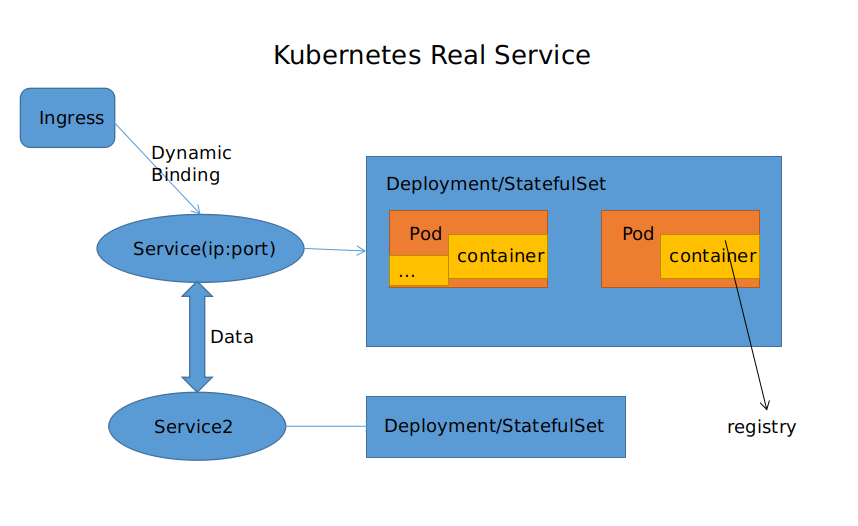 Kubernetes Real Service
Ingress
Dynamic
Binding
Service(ip:port)
Deployment/StatefulSet
Pod
container
...
Pod
container
Data
Service2
Deployment/StatefulSet
registry